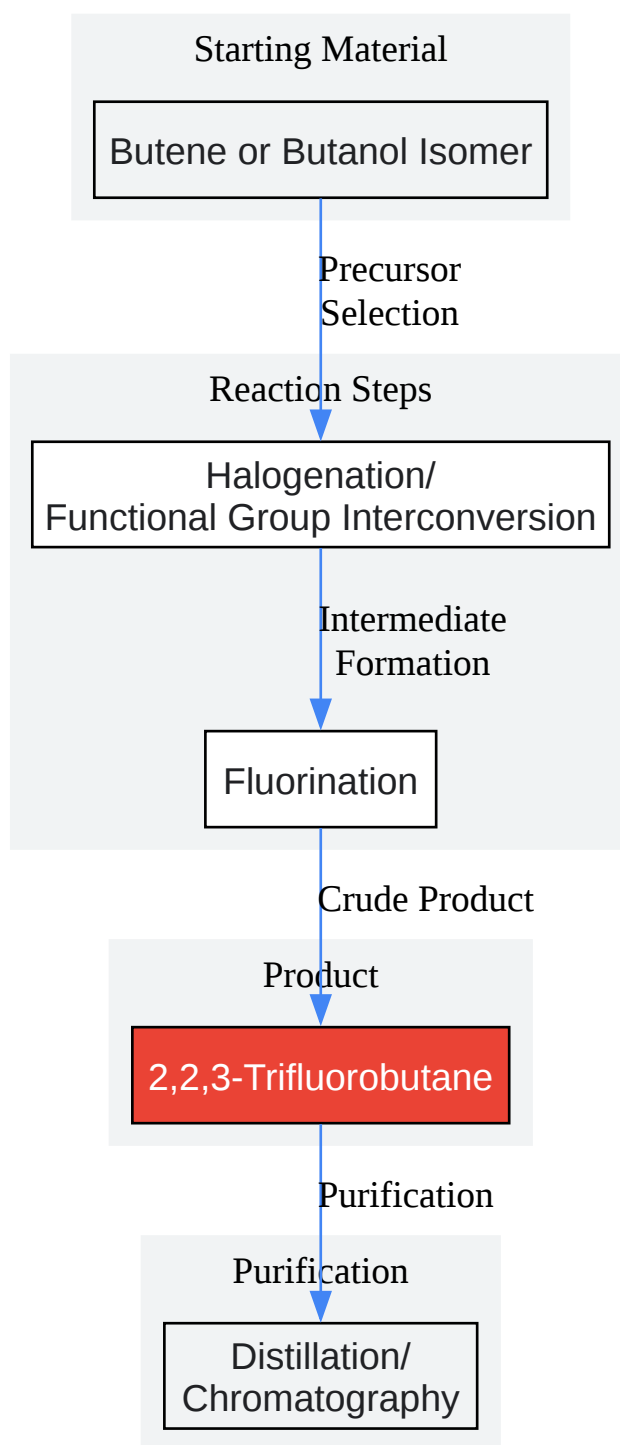 Starting Material
Butene or Butanol Isomer
Precursor
Selection
Reaction Steps
Halogenation/
Functional Group Interconversion
Intermediate
Formation
Fluorination
Crude Product
Product
2,2,3-Trifluorobutane
Purification
Purification
Distillation/
Chromatography